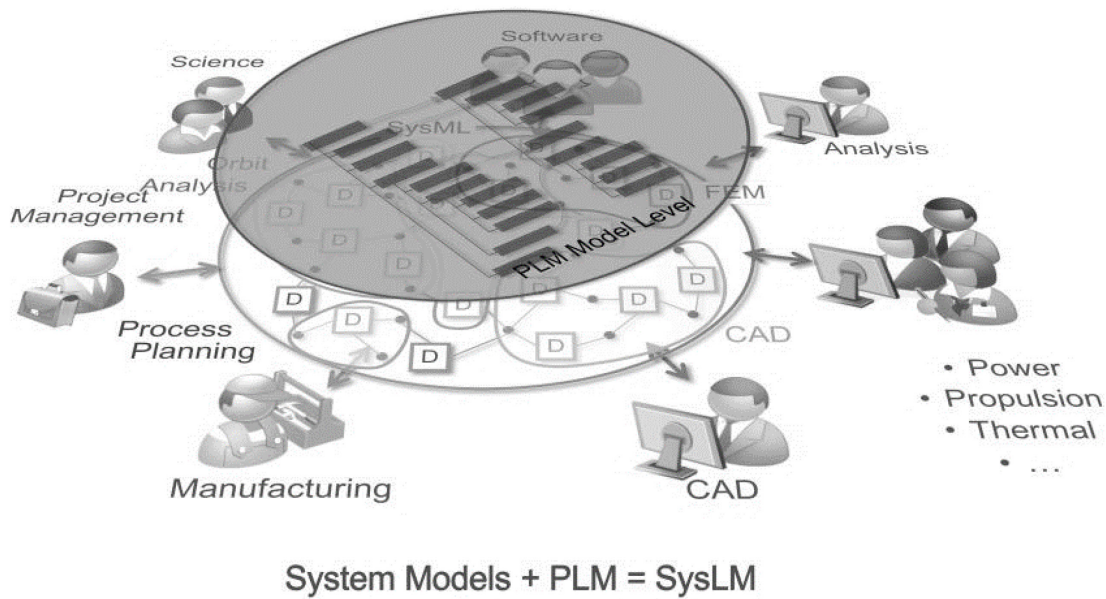 Software
Science
SysML
Orbit
Analysis
Analysis
Project
Management
FEM
PLM Model Level
D
D
D
D
D
D
D
D
D
D
D
D
Process
Planning
CAD
• Power
• Propulsion
• Thermal
• ...
Manufacturing
CAD
System Models + PLM = SysLM